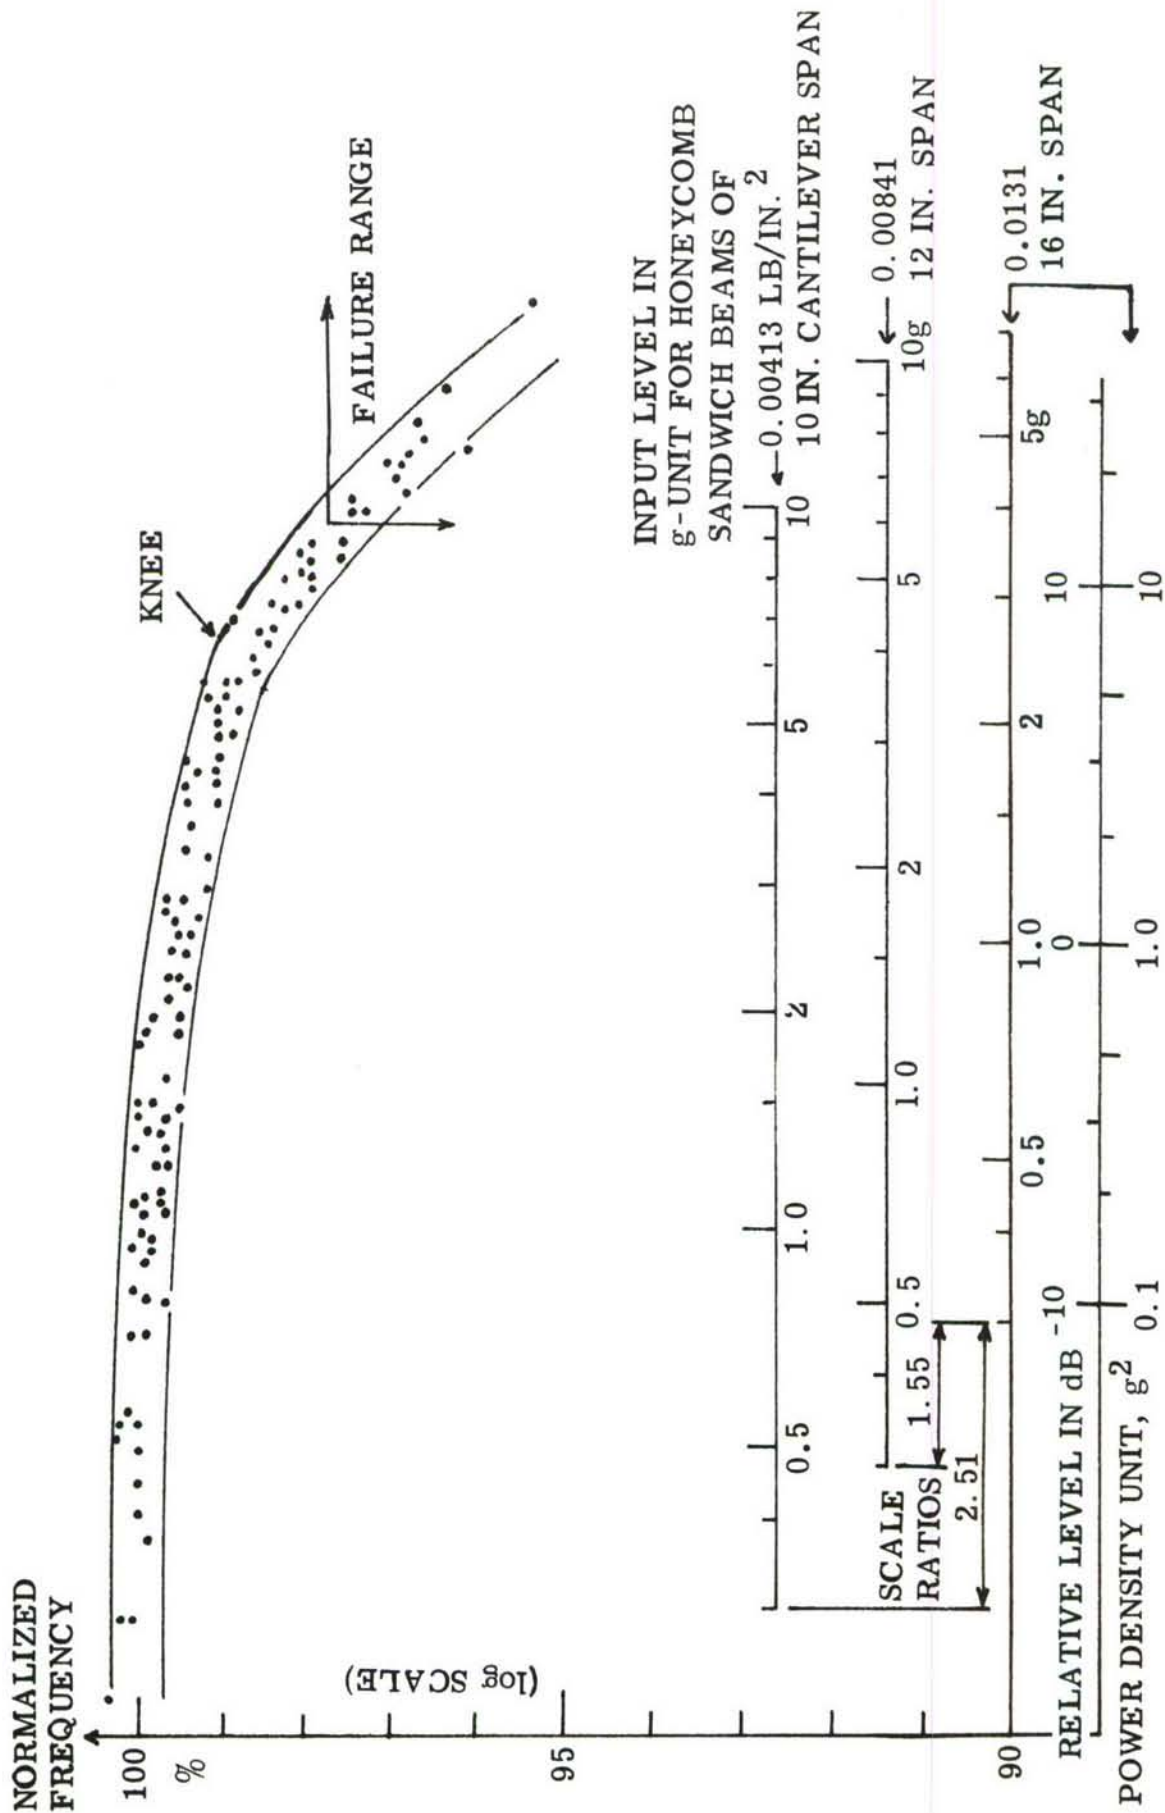 NORMALIZED
FREQUENCY
100
%
95
90
(log SCALE)
KNEE
FAILURE RANGE
INPUT LEVEL IN
g-UNIT FOR HONEYCOMB
SANDWICH BEAMS OF
0.00413 LB/IN.2
10 IN. CANTILEVER SPAN
0.5
1.0
2
5
10
0.00841
12 IN. SPAN
0.5
1.0
2
5
10g
SCALE
RATIOS
1.55
2.51
0.0131
16 IN. SPAN
0.5
1.0
2
5g
RELATIVE LEVEL IN dB
-10
0
10
POWER DENSITY UNIT, g2
0.1
1.0
10